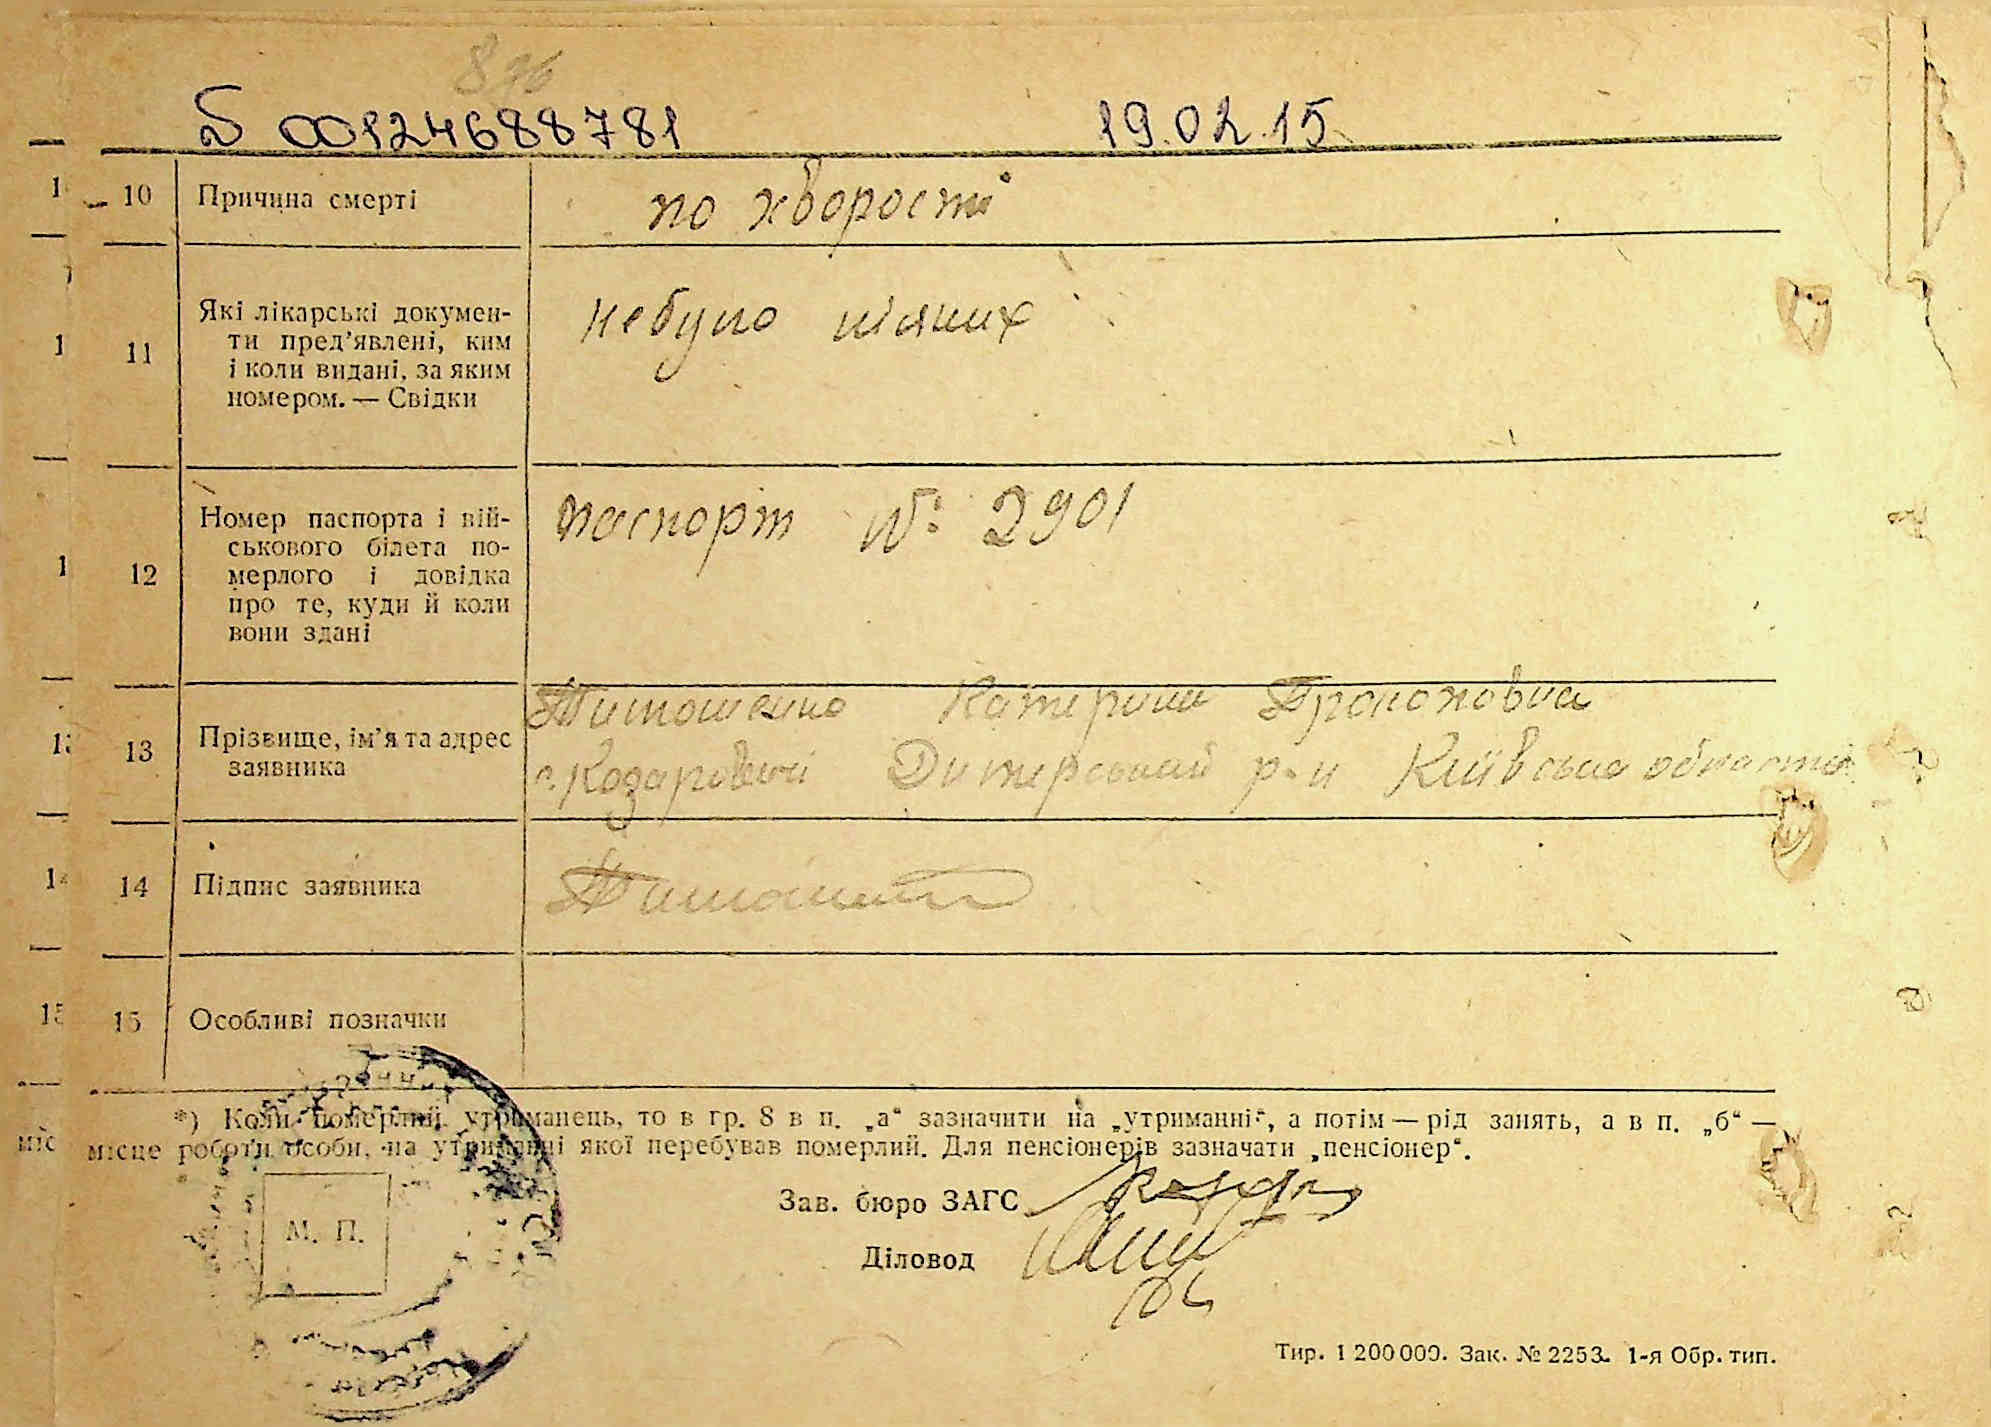 836
S 00124688781 19.02.15
10 Причина смерті по хворості
11 Які лікарські докумен-
ти пред’явлені, ким
і коли видані, за яким
номером. — Свідки
небуло ніяких
12 Номер паспорта і вій-
ськового білета по-
мерлого і довідка
про те, куди й коли
вони здані
паспорт №: 2901
13 Прізвище, ім’я та адрес
заявника
Тимошенко Катерина Прокоповна
с. Козаровичі Димерський р-н Київська області
14 Підпис заявника Тимошенко
15 Особливі позначки
*) Коли померлий утриманець, то в гр. 8 в п. „а“ зазначити на „утриманні“, а потім — рід занять, а в п. „б“ —
місце роботи особи, на утриманні якої перебував померлий. Для пенсіонерів зазначати „пенсіонер“.
М. П.
Зав. бюро ЗАГС
Діловод
Тир. 1 200 000. Зак. № 2253. 1-я Обр. тип.